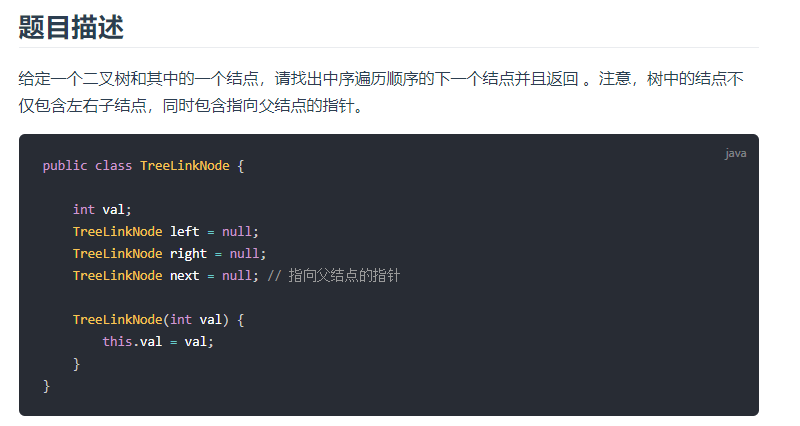 题目描述
给定一个二叉树和其中的一个结点，请找出中序遍历顺序的下一个结点并且返回 。注意，树中的结点不
仅包含左右子结点，同时包含指向父结点的指针。
java
public class TreeLinkNode {
    int val;
    TreeLinkNode left = null;
    TreeLinkNode right = null;
    TreeLinkNode next = null; // 指向父结点的指针
    TreeLinkNode(int val) {
        this.val = val;
    }
}